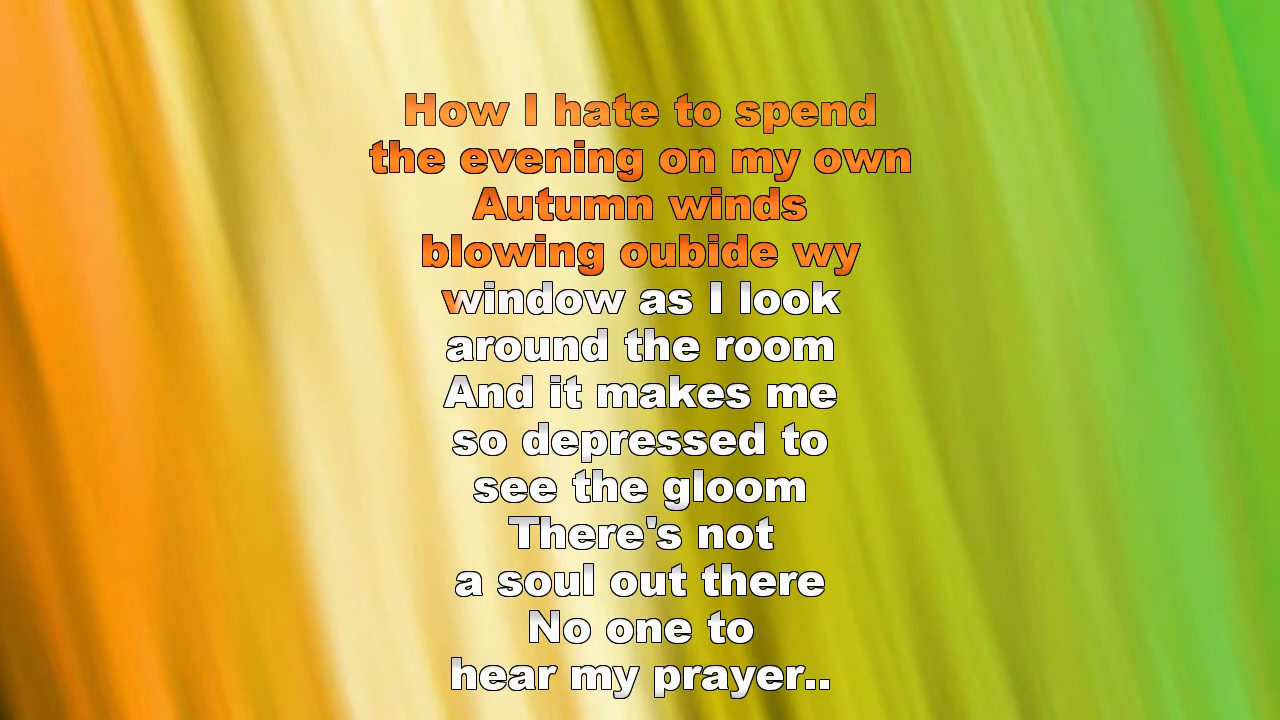 How I hate to spend
the evening on my own
Autumn winds
blowing oubide wy
window as I look
around the room
And it makes me
so depressed to
see the gloom
There's not
a soul out there
No one to
hear my prayer..